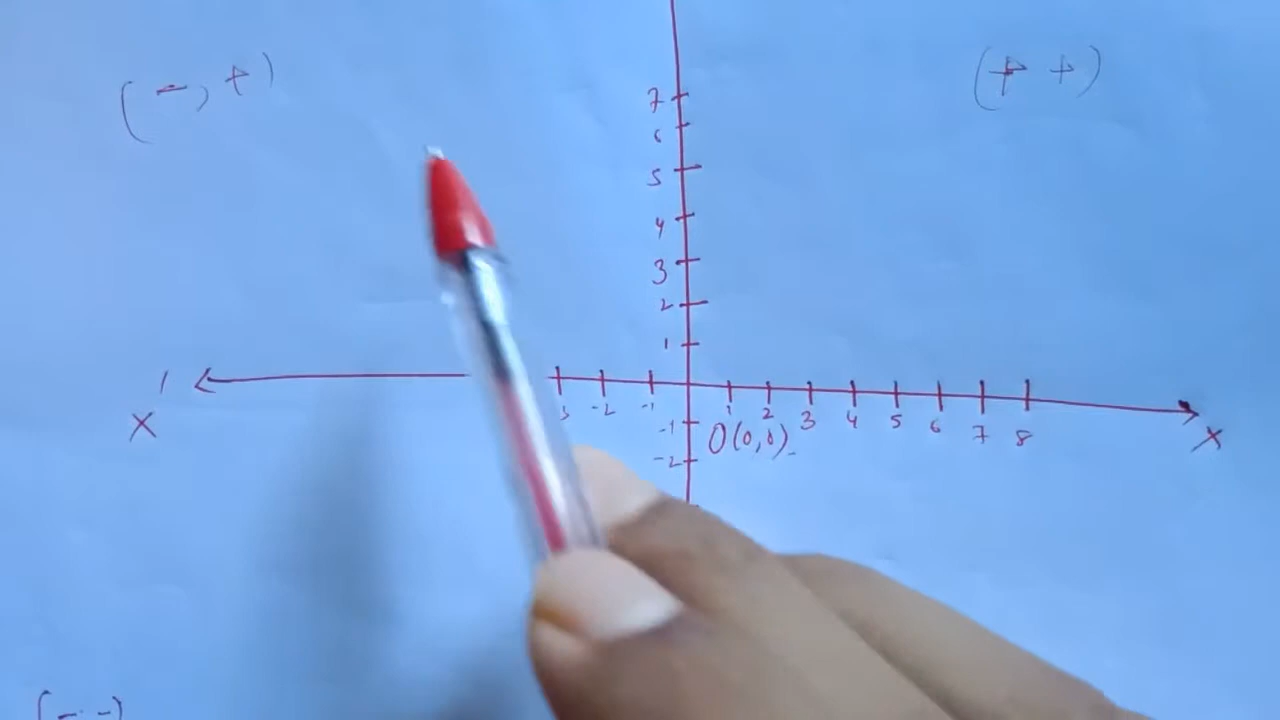 (-, +)
(+ +)
7
6
5
4
3
2
1
X'
-3 -2 -1
1 2 3 4 5 6 7 8
X
-1
O(0,0)
-2
(- -)